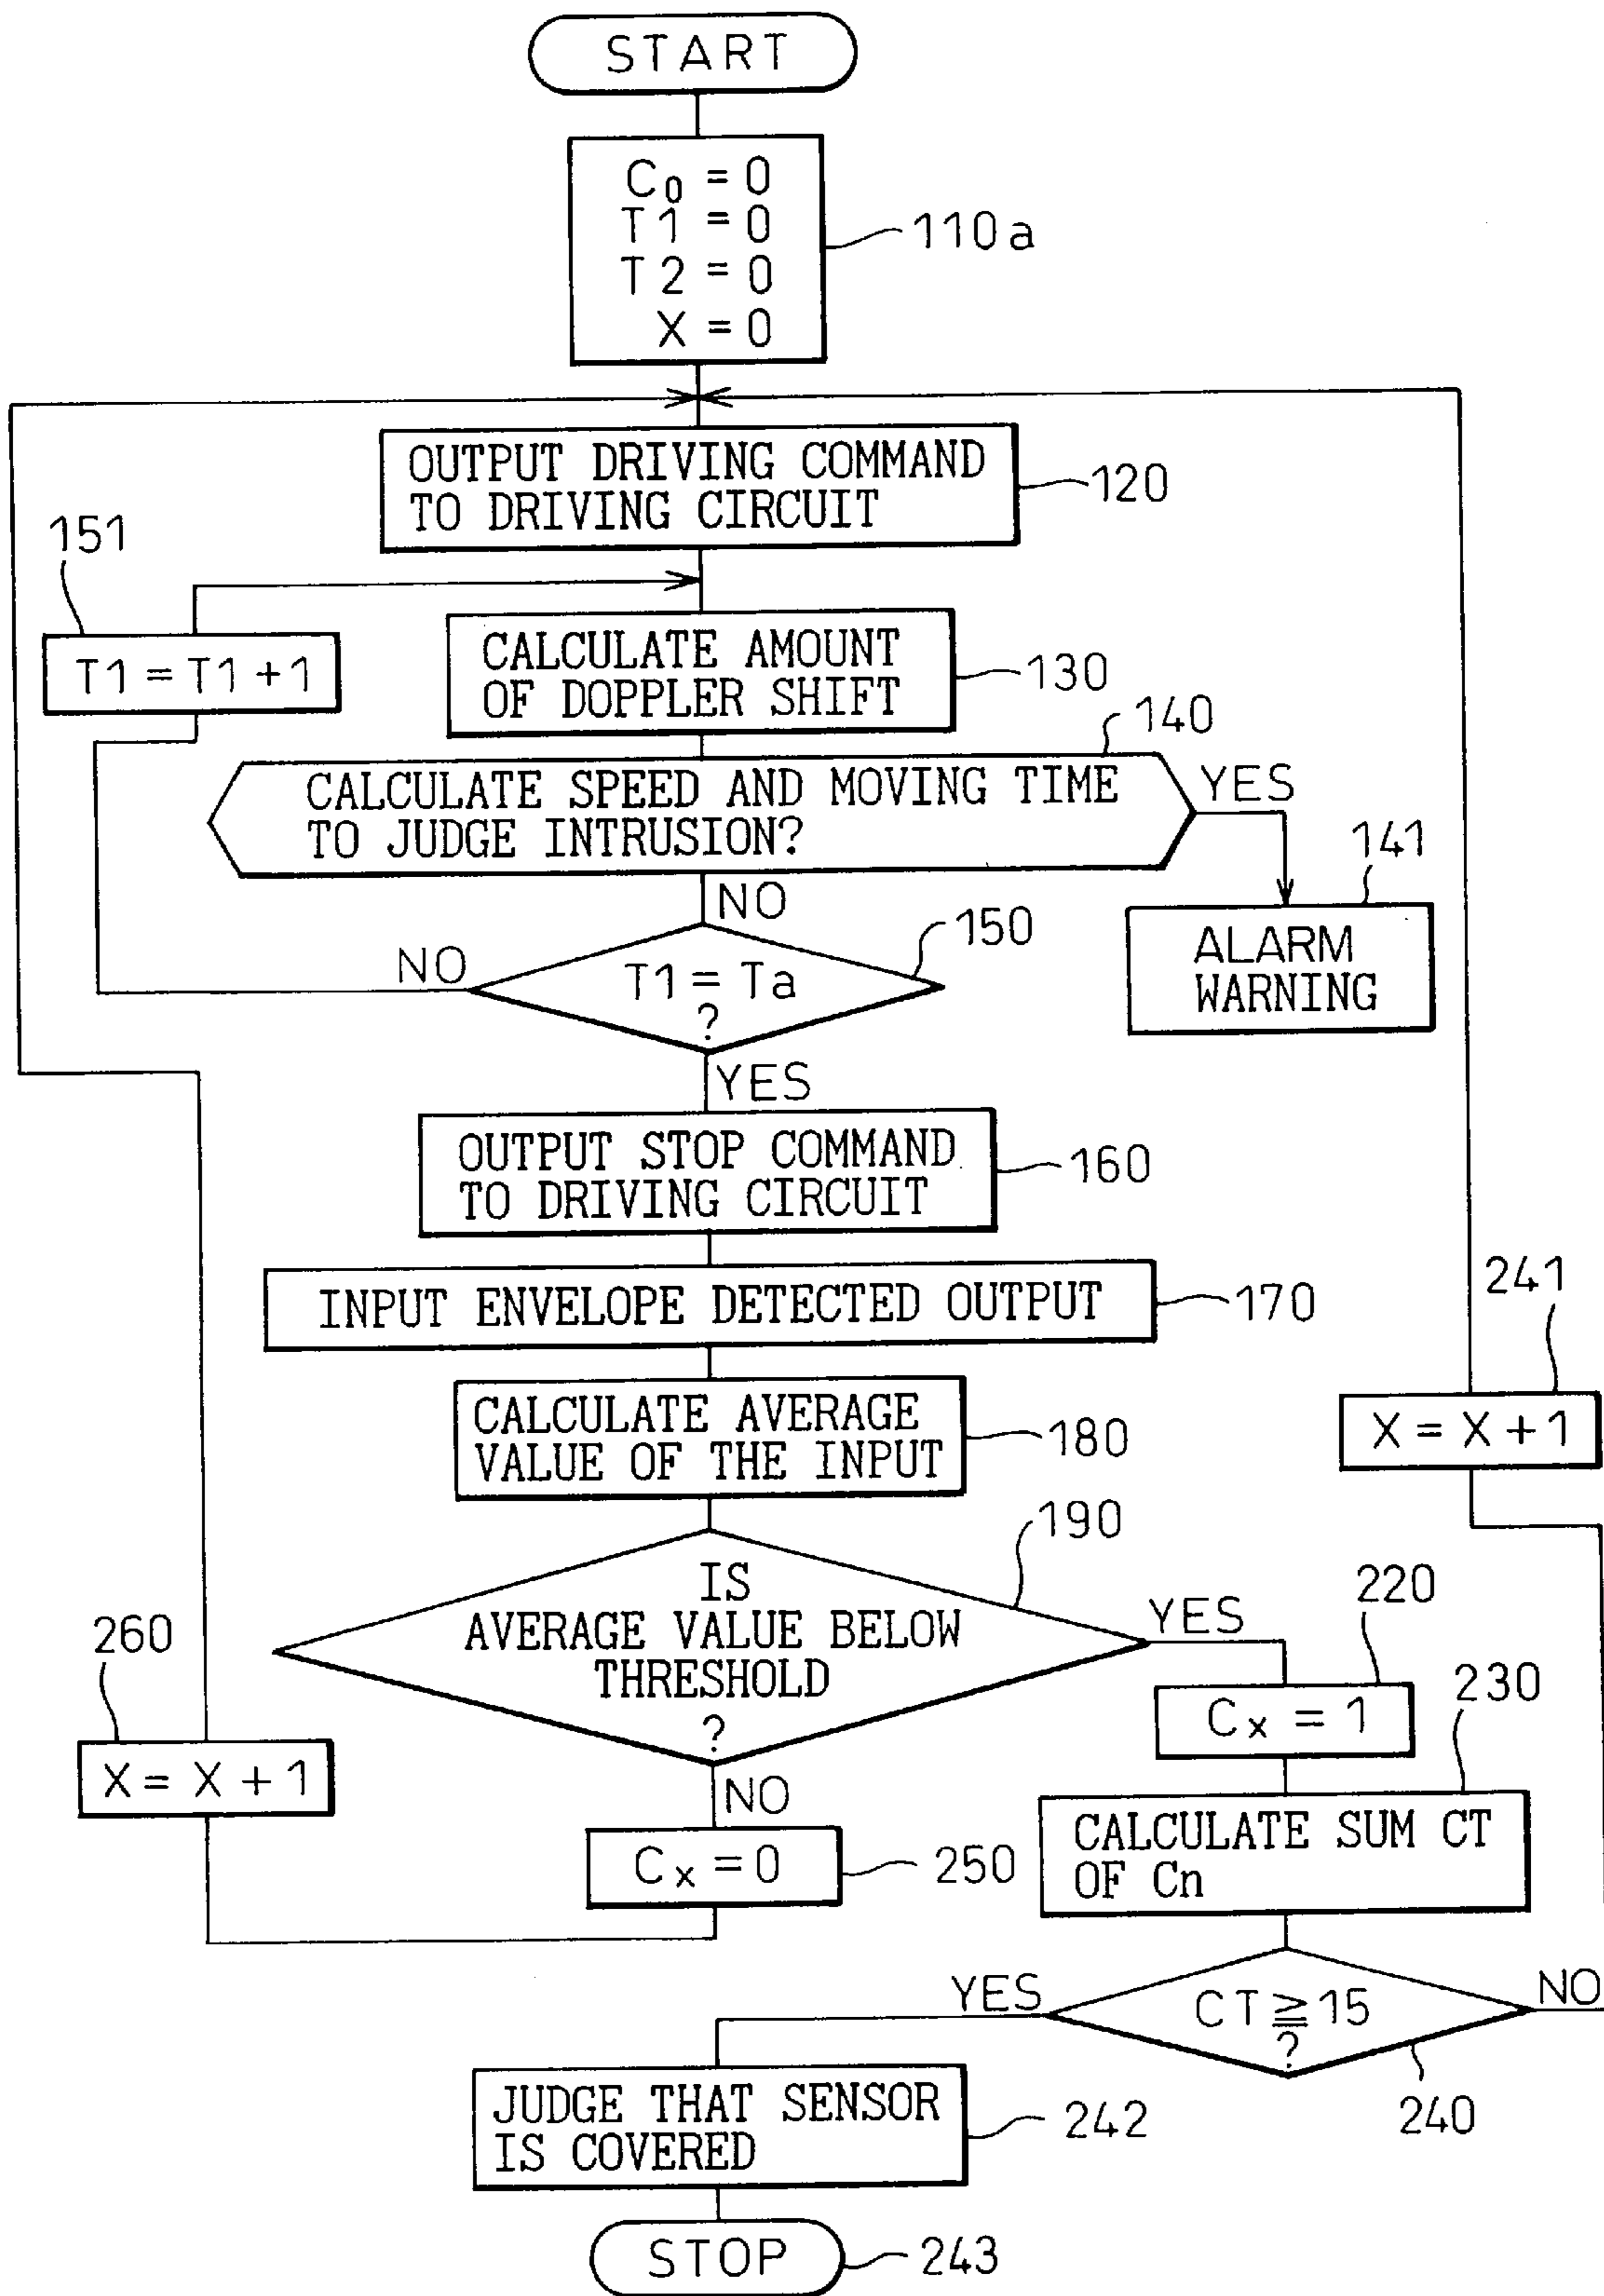 START
C₀ = 0
T1 = 0
T2 = 0
X = 0
110a
OUTPUT DRIVING COMMAND
TO DRIVING CIRCUIT
120
151
T1 = T1 + 1
CALCULATE AMOUNT
OF DOPPLER SHIFT
130
140
CALCULATE SPEED AND MOVING TIME
TO JUDGE INTRUSION?
YES
141
ALARM
WARNING
NO
150
NO
T1 = Ta
?
YES
OUTPUT STOP COMMAND
TO DRIVING CIRCUIT
160
INPUT ENVELOPE DETECTED OUTPUT
170
241
X = X + 1
CALCULATE AVERAGE
VALUE OF THE INPUT
180
190
IS
AVERAGE VALUE BELOW
THRESHOLD
?
YES
220
Cₓ = 1
260
X = X + 1
NO
Cₓ = 0
250
230
CALCULATE SUM CT
OF Cn
YES
CT ≧ 15
?
NO
240
JUDGE THAT SENSOR
IS COVERED
242
STOP
243